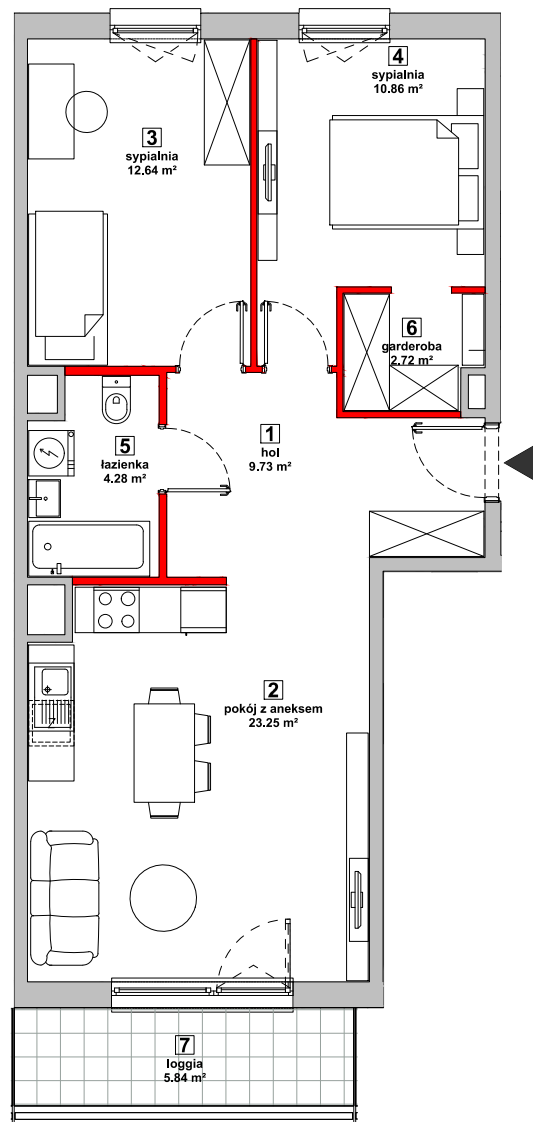 4
sypialnia
10.86 m²
3
sypialnia
12.64 m²
6
garderoba
2.72 m²
1
hol
9.73 m²
5
łazienka
4.28 m²
2
pokój z aneksem
23.25 m²
7
loggia
5.84 m²